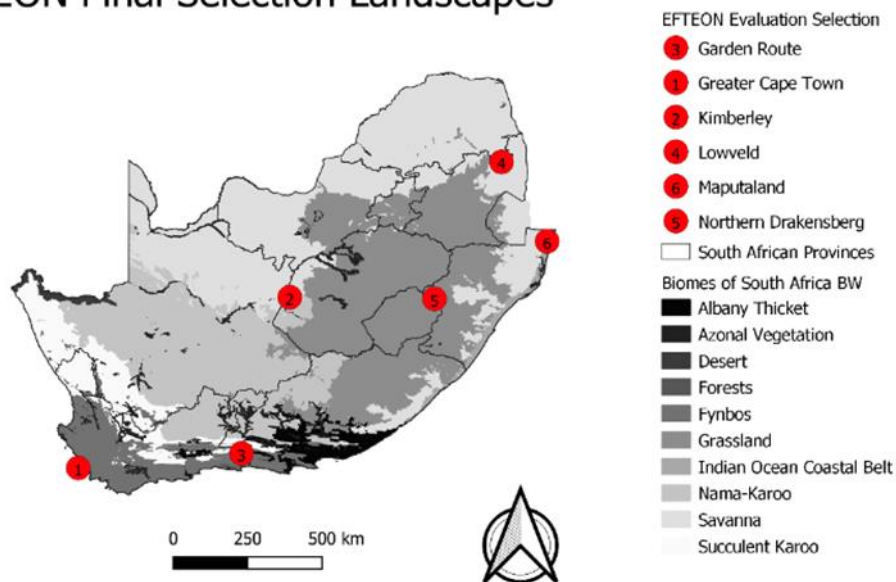 EON Final Selection Landscapes
EFTEON Evaluation Selection
3 Garden Route
1 Greater Cape Town
2 Kimberley
4 Lowveld
6 Maputaland
5 Northern Drakensberg
South African Provinces
Biomes of South Africa BW
Albany Thicket
Azonal Vegetation
Desert
Forests
Fynbos
Grassland
Indian Ocean Coastal Belt
Nama-Karoo
Savanna
Succulent Karoo
4
6
2
5
3
1
0 250 500 km